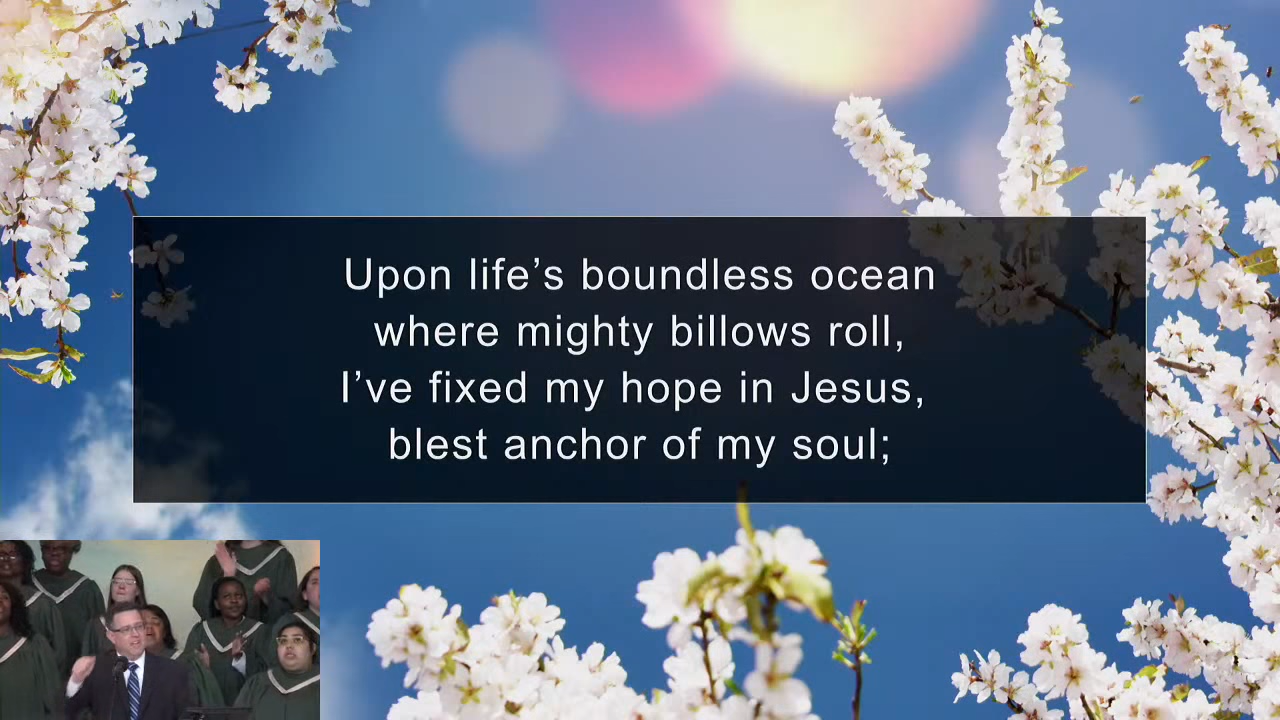 Upon life’s boundless ocean
where mighty billows roll,
I’ve fixed my hope in Jesus,
blest anchor of my soul;